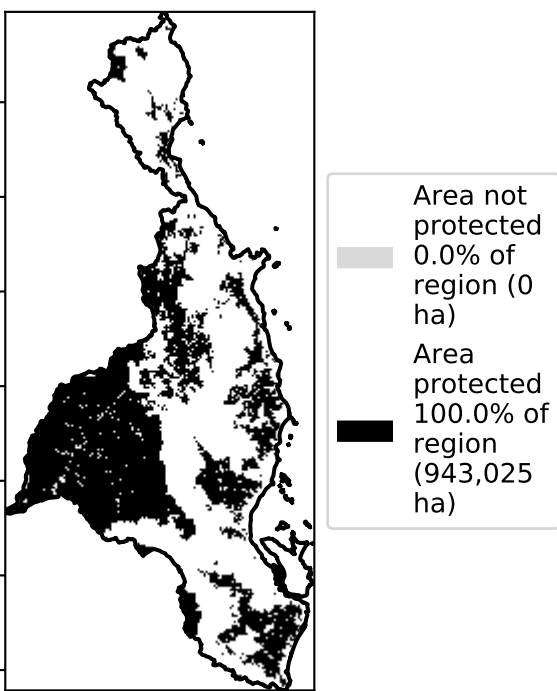 Area not
protected
0.0% of
region (0
ha)
Area
protected
100.0% of
region
(943,025
ha)